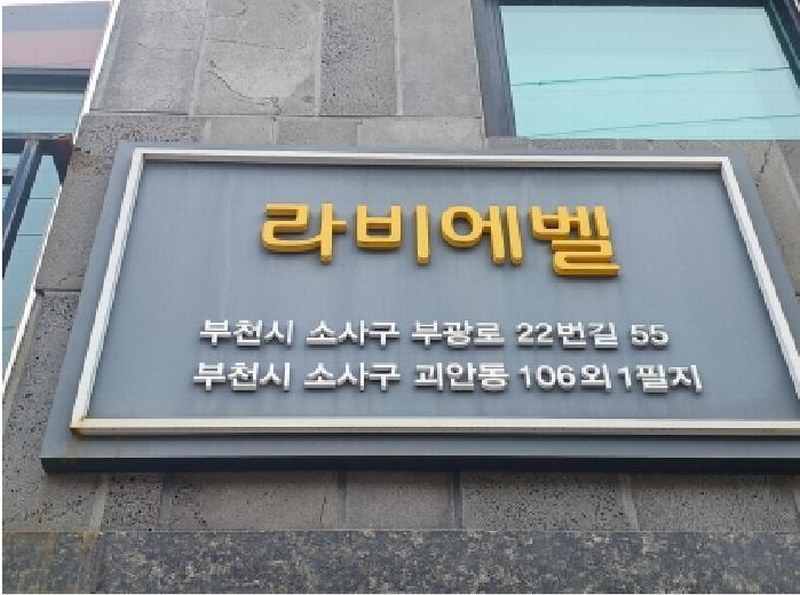 라비에벨
부천시 소사구 부광로 22번길 55
부천시 소사구 괴안동 106외1필지